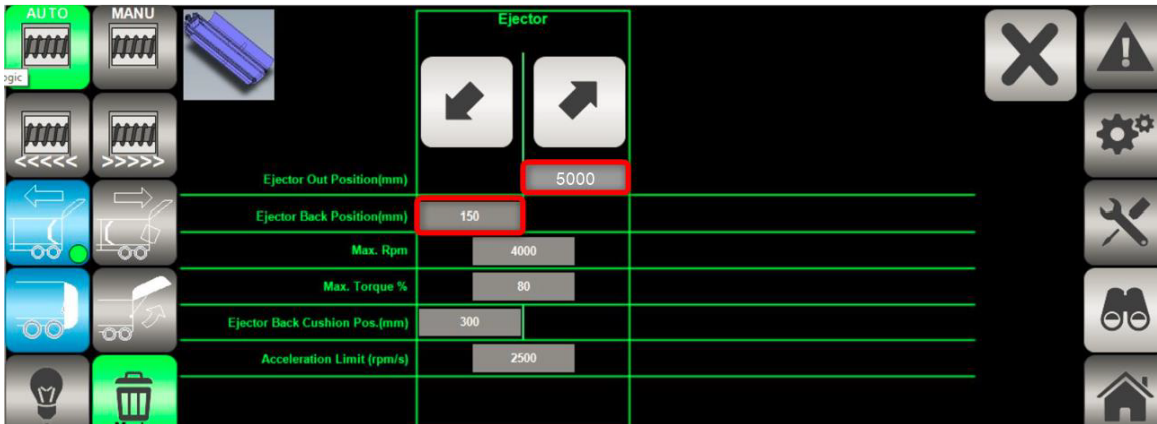 AUTO
MANU
Ejector
ogic
<<<<<
>>>>>
Ejector Out Position(mm)
5000
Ejector Back Position(mm)
150
Max. Rpm
4000
Max. Torque %
80
Ejector Back Cushion Pos.(mm)
300
Acceleration Limit (rpm/s)
2500